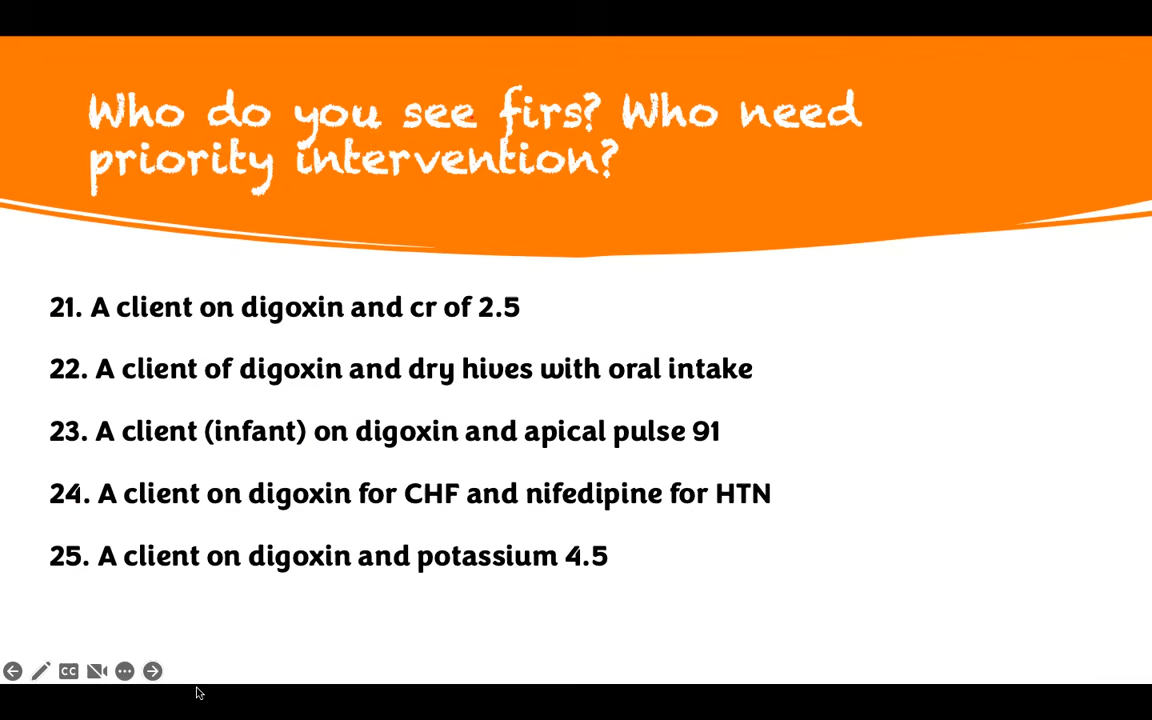 Who do you see firs? Who need
priority intervention?
21. A client on digoxin and cr of 2.5
22. A client of digoxin and dry hives with oral intake
23. A client (infant) on digoxin and apical pulse 91
24. A client on digoxin for CHF and nifedipine for HTN
25. A client on digoxin and potassium 4.5
CC